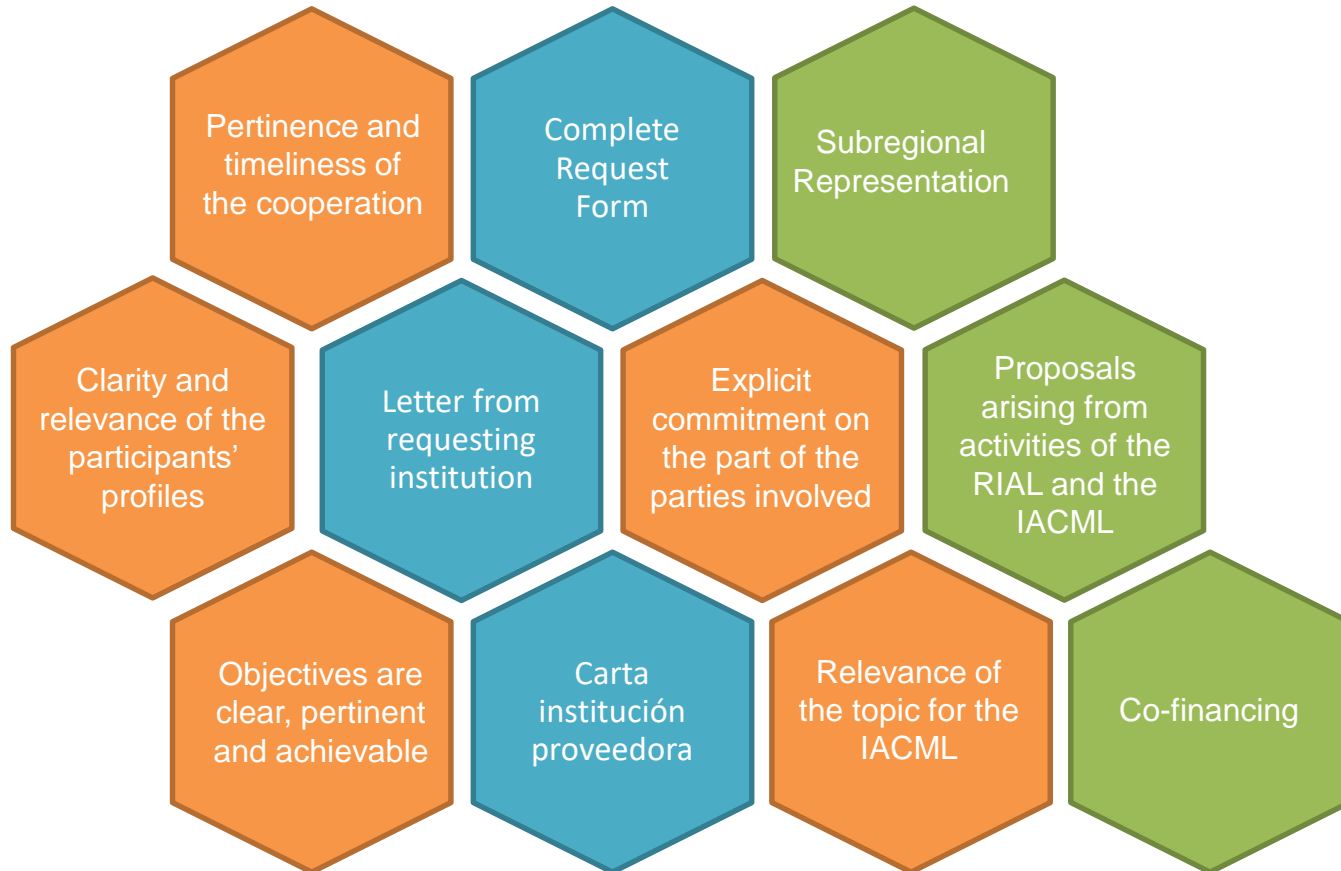 Pertinence and
timeliness of
the cooperation
Complete
Request
Form
Subregional
Representation
Clarity and
relevance of the
participants’
profiles
Letter from
requesting
institution
Explicit
commitment on
the part of the
parties involved
Proposals
arising from
activities of the
RIAL and the
IACML
Objectives are
clear, pertinent
and achievable
Carta
institución
proveedora
Relevance of
the topic for the
IACML
Co-financing